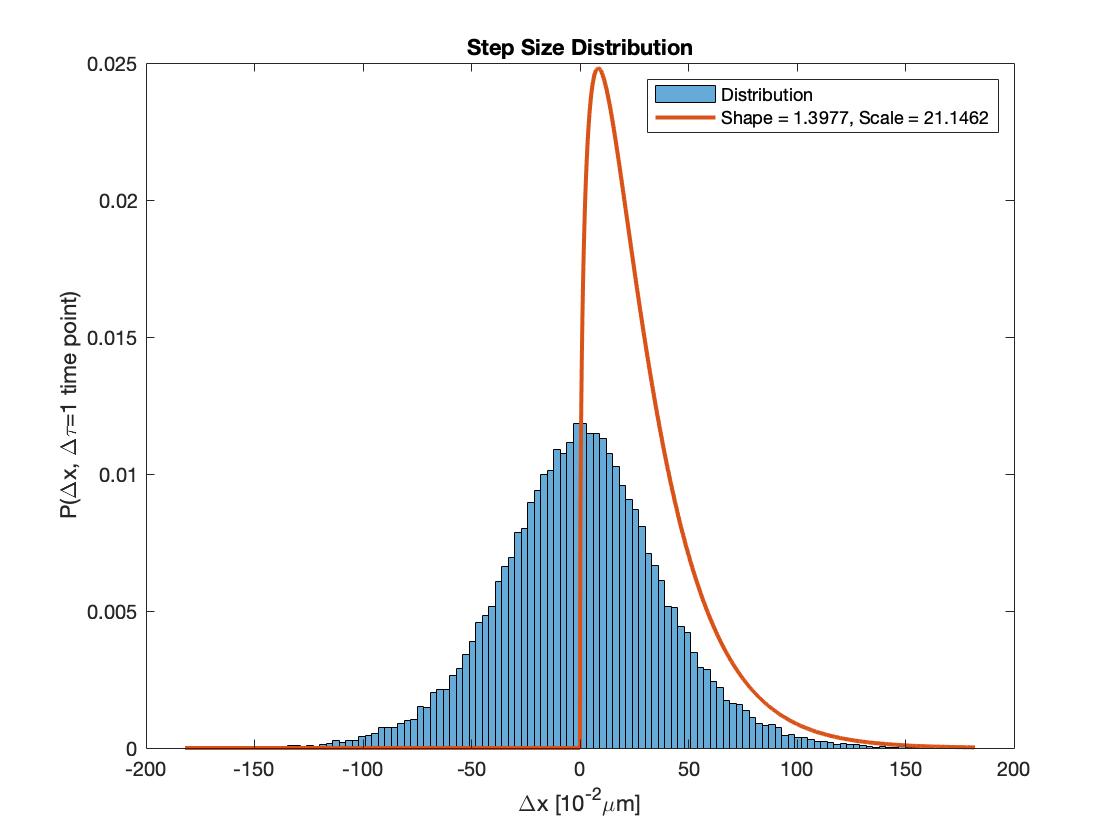 Step Size Distribution
Distribution
Shape = 1.3977, Scale = 21.1462
P(Δx, Δτ=1 time point)
0.025
0.02
0.015
0.01
0.005
0
-200 -150 -100 -50 0 50 100 150 200
Δx [10⁻²μm]